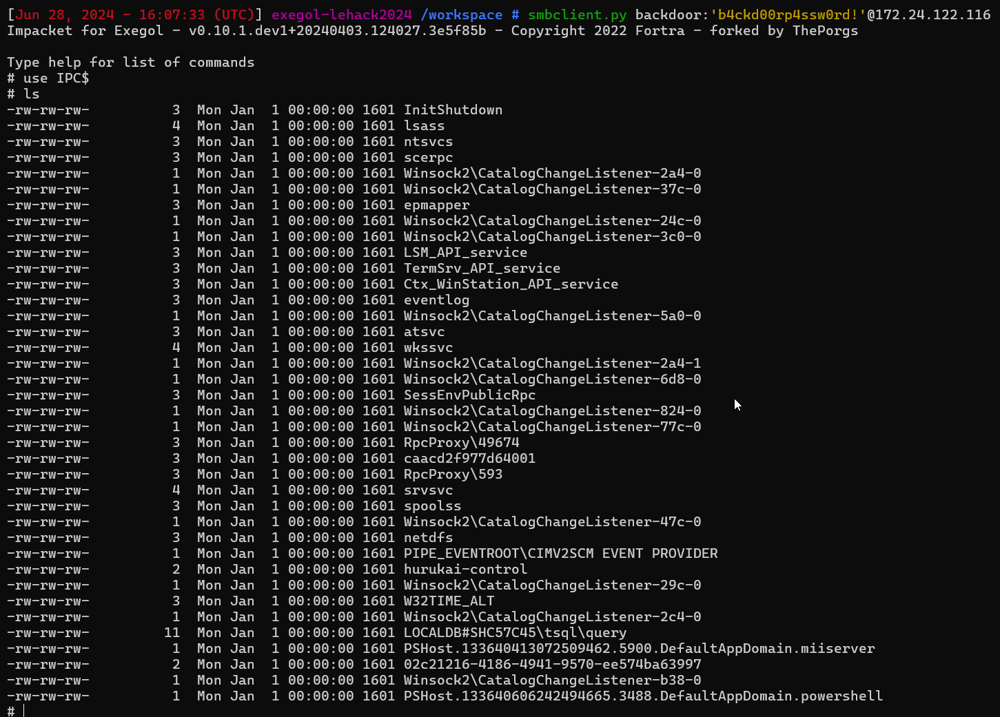 [Jun 28, 2024 - 16:07:33 (UTC)] exegol-lehack2024 /workspace # smbclient.py backdoor:'b4ckd00rp4ssw0rd!'@172.24.122.116
Impacket for Exegol - v0.10.1.dev1+20240403.124027.3e5f85b - Copyright 2022 Fortra - forked by ThePorgs
Type help for list of commands
# use IPC$
# ls
-rw-rw-rw-          3  Mon Jan  1 00:00:00 1601 InitShutdown
-rw-rw-rw-          4  Mon Jan  1 00:00:00 1601 lsass
-rw-rw-rw-          3  Mon Jan  1 00:00:00 1601 ntsvcs
-rw-rw-rw-          3  Mon Jan  1 00:00:00 1601 scerpc
-rw-rw-rw-          1  Mon Jan  1 00:00:00 1601 Winsock2\CatalogChangeListener-2a4-0
-rw-rw-rw-          1  Mon Jan  1 00:00:00 1601 Winsock2\CatalogChangeListener-37c-0
-rw-rw-rw-          3  Mon Jan  1 00:00:00 1601 epmapper
-rw-rw-rw-          1  Mon Jan  1 00:00:00 1601 Winsock2\CatalogChangeListener-24c-0
-rw-rw-rw-          1  Mon Jan  1 00:00:00 1601 Winsock2\CatalogChangeListener-3c0-0
-rw-rw-rw-          3  Mon Jan  1 00:00:00 1601 LSM_API_service
-rw-rw-rw-          3  Mon Jan  1 00:00:00 1601 TermSrv_API_service
-rw-rw-rw-          3  Mon Jan  1 00:00:00 1601 Ctx_WinStation_API_service
-rw-rw-rw-          3  Mon Jan  1 00:00:00 1601 eventlog
-rw-rw-rw-          1  Mon Jan  1 00:00:00 1601 Winsock2\CatalogChangeListener-5a0-0
-rw-rw-rw-          3  Mon Jan  1 00:00:00 1601 atsvc
-rw-rw-rw-          4  Mon Jan  1 00:00:00 1601 wkssvc
-rw-rw-rw-          1  Mon Jan  1 00:00:00 1601 Winsock2\CatalogChangeListener-2a4-1
-rw-rw-rw-          1  Mon Jan  1 00:00:00 1601 Winsock2\CatalogChangeListener-6d8-0
-rw-rw-rw-          3  Mon Jan  1 00:00:00 1601 SessEnvPublicRpc
-rw-rw-rw-          1  Mon Jan  1 00:00:00 1601 Winsock2\CatalogChangeListener-824-0
-rw-rw-rw-          1  Mon Jan  1 00:00:00 1601 Winsock2\CatalogChangeListener-77c-0
-rw-rw-rw-          3  Mon Jan  1 00:00:00 1601 RpcProxy\49674
-rw-rw-rw-          3  Mon Jan  1 00:00:00 1601 caacd2f977d64001
-rw-rw-rw-          3  Mon Jan  1 00:00:00 1601 RpcProxy\593
-rw-rw-rw-          4  Mon Jan  1 00:00:00 1601 srvsvc
-rw-rw-rw-          3  Mon Jan  1 00:00:00 1601 spoolss
-rw-rw-rw-          1  Mon Jan  1 00:00:00 1601 Winsock2\CatalogChangeListener-47c-0
-rw-rw-rw-          3  Mon Jan  1 00:00:00 1601 netdfs
-rw-rw-rw-          1  Mon Jan  1 00:00:00 1601 PIPE_EVENTROOT\CIMV2SCM EVENT PROVIDER
-rw-rw-rw-          2  Mon Jan  1 00:00:00 1601 hurukai-control
-rw-rw-rw-          1  Mon Jan  1 00:00:00 1601 Winsock2\CatalogChangeListener-29c-0
-rw-rw-rw-          3  Mon Jan  1 00:00:00 1601 W32TIME_ALT
-rw-rw-rw-          1  Mon Jan  1 00:00:00 1601 Winsock2\CatalogChangeListener-2c4-0
-rw-rw-rw-         11  Mon Jan  1 00:00:00 1601 LOCALDB#SHC57C45\tsql\query
-rw-rw-rw-          1  Mon Jan  1 00:00:00 1601 PSHost.133640413072509462.5900.DefaultAppDomain.miiserver
-rw-rw-rw-          2  Mon Jan  1 00:00:00 1601 02c21216-4186-4941-9570-ee574ba63997
-rw-rw-rw-          1  Mon Jan  1 00:00:00 1601 Winsock2\CatalogChangeListener-b38-0
-rw-rw-rw-          1  Mon Jan  1 00:00:00 1601 PSHost.133640606242494665.3488.DefaultAppDomain.powershell
#